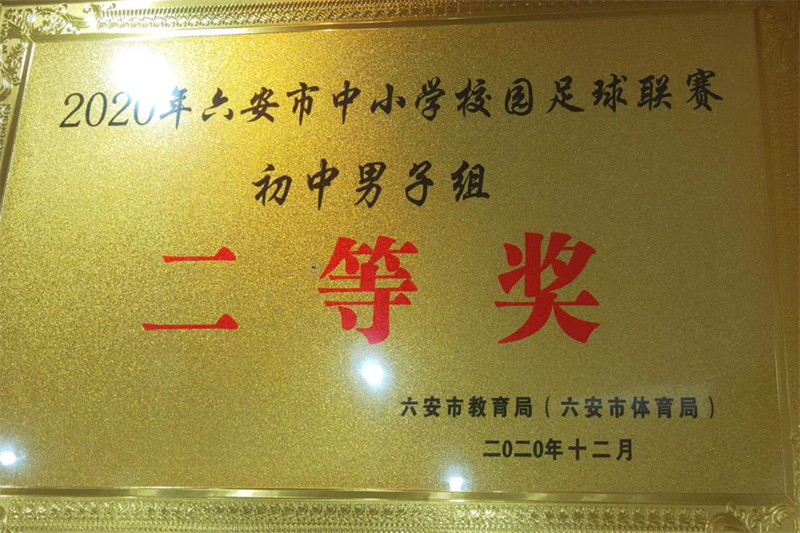 2020年六安市中小学校园足球联赛
初中男子组
二等奖
六安市教育局（六安市体育局）
二〇二〇年十二月